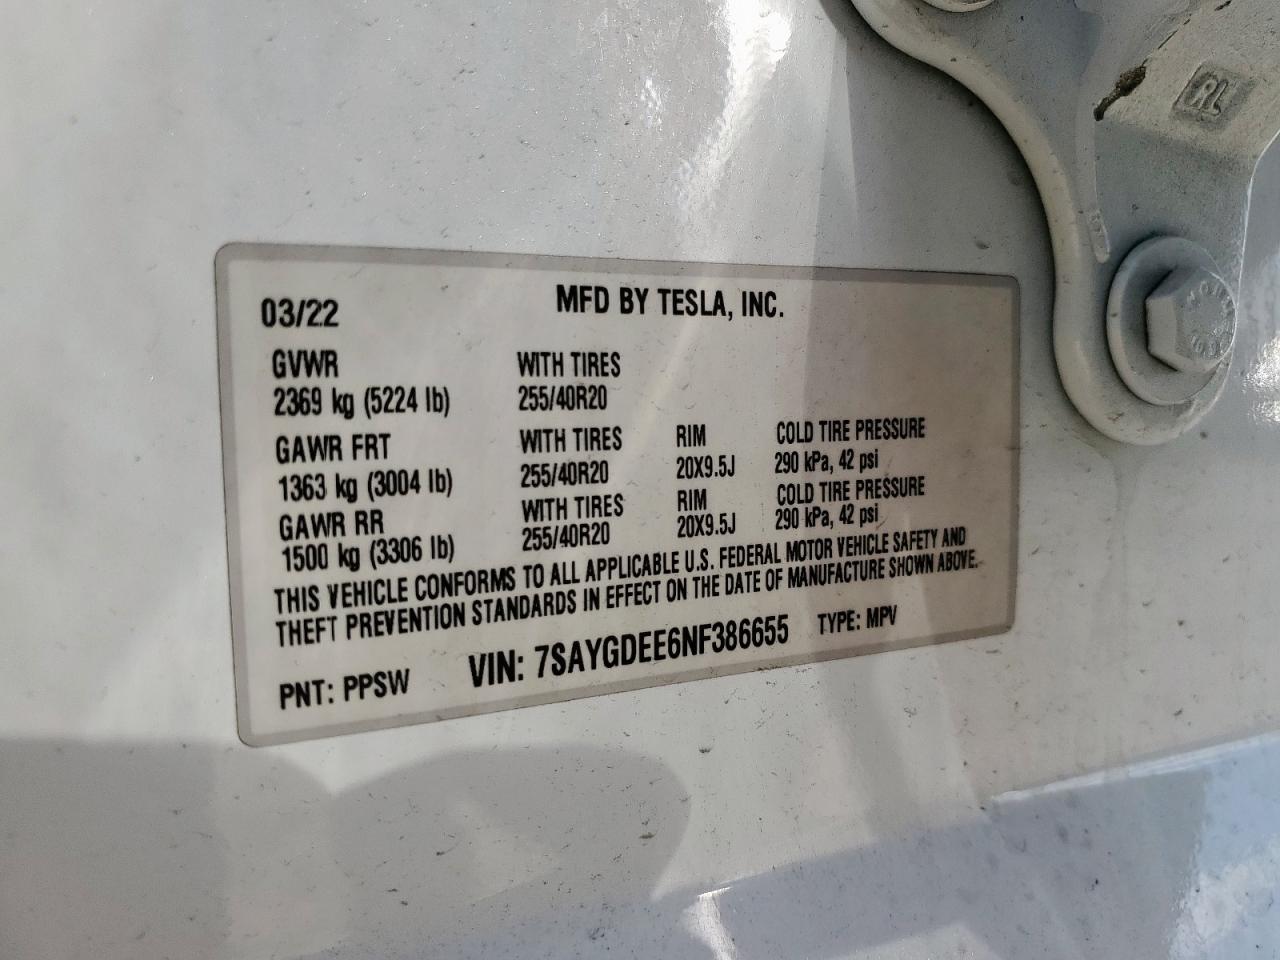 RL
03/22 MFD BY TESLA, INC.
GVWR WITH TIRES
2369 kg (5224 lb) 255/40R20
GAWR FRT WITH TIRES RIM COLD TIRE PRESSURE
1363 kg (3004 lb) 255/40R20 20X9.5J 290 kPa, 42 psi
GAWR RR WITH TIRES RIM COLD TIRE PRESSURE
1500 kg (3306 lb) 255/40R20 20X9.5J 290 kPa, 42 psi
THIS VEHICLE CONFORMS TO ALL APPLICABLE U.S. FEDERAL MOTOR VEHICLE SAFETY AND
THEFT PREVENTION STANDARDS IN EFFECT ON THE DATE OF MANUFACTURE SHOWN ABOVE.
PNT: PPSW VIN: 7SAYGDEE6NF386655 TYPE: MPV